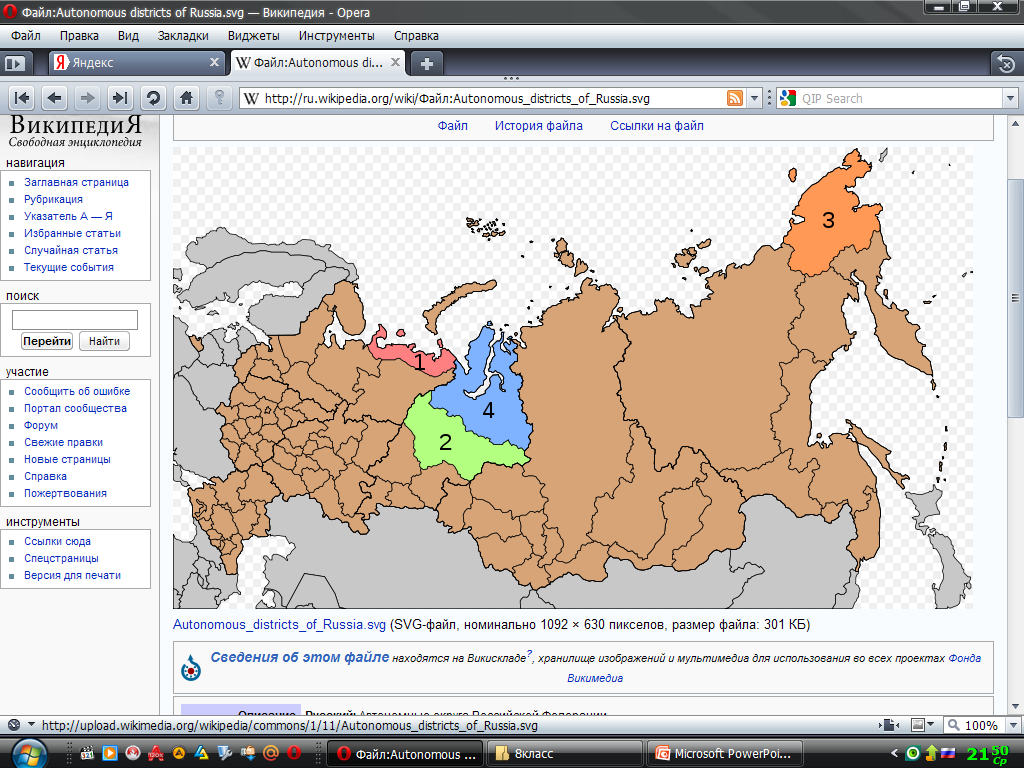 Файл:Autonomous districts of Russia.svg — Википедия - Opera
Файл Правка Вид Закладки Виджеты Инструменты Справка
Яндекс
Файл:Autonomous di...
http://ru.wikipedia.org/wiki/Файл:Autonomous_districts_of_Russia.svg
QIP Search
ВикипедиЯ
Свободная энциклопедия
Файл История файла Ссылки на файл
навигация
Заглавная страница
Рубрикация
Указатель А — Я
Избранные статьи
Случайная статья
Текущие события
поиск
Перейти Найти
участие
Сообщить об ошибке
Портал сообщества
Форум
Свежие правки
Новые страницы
Справка
Пожертвования
инструменты
Ссылки сюда
Спецстраницы
Версия для печати
3
1
4
2
Autonomous_districts_of_Russia.svg (SVG-файл, номинально 1092 × 630 пикселов, размер файла: 301 КБ)
Сведения об этом файле находятся на Викискладе?, хранилище изображений и мультимедиа для использования во всех проектах Фонда
Викимедиа
Описание Русский: Автономные округа Российской Федерации
http://upload.wikimedia.org/wikipedia/commons/1/11/Autonomous_districts_of_Russia.svg
100%
Файл:Autonomous ...
8класс
Microsoft PowerPoi...
21 50
Ср